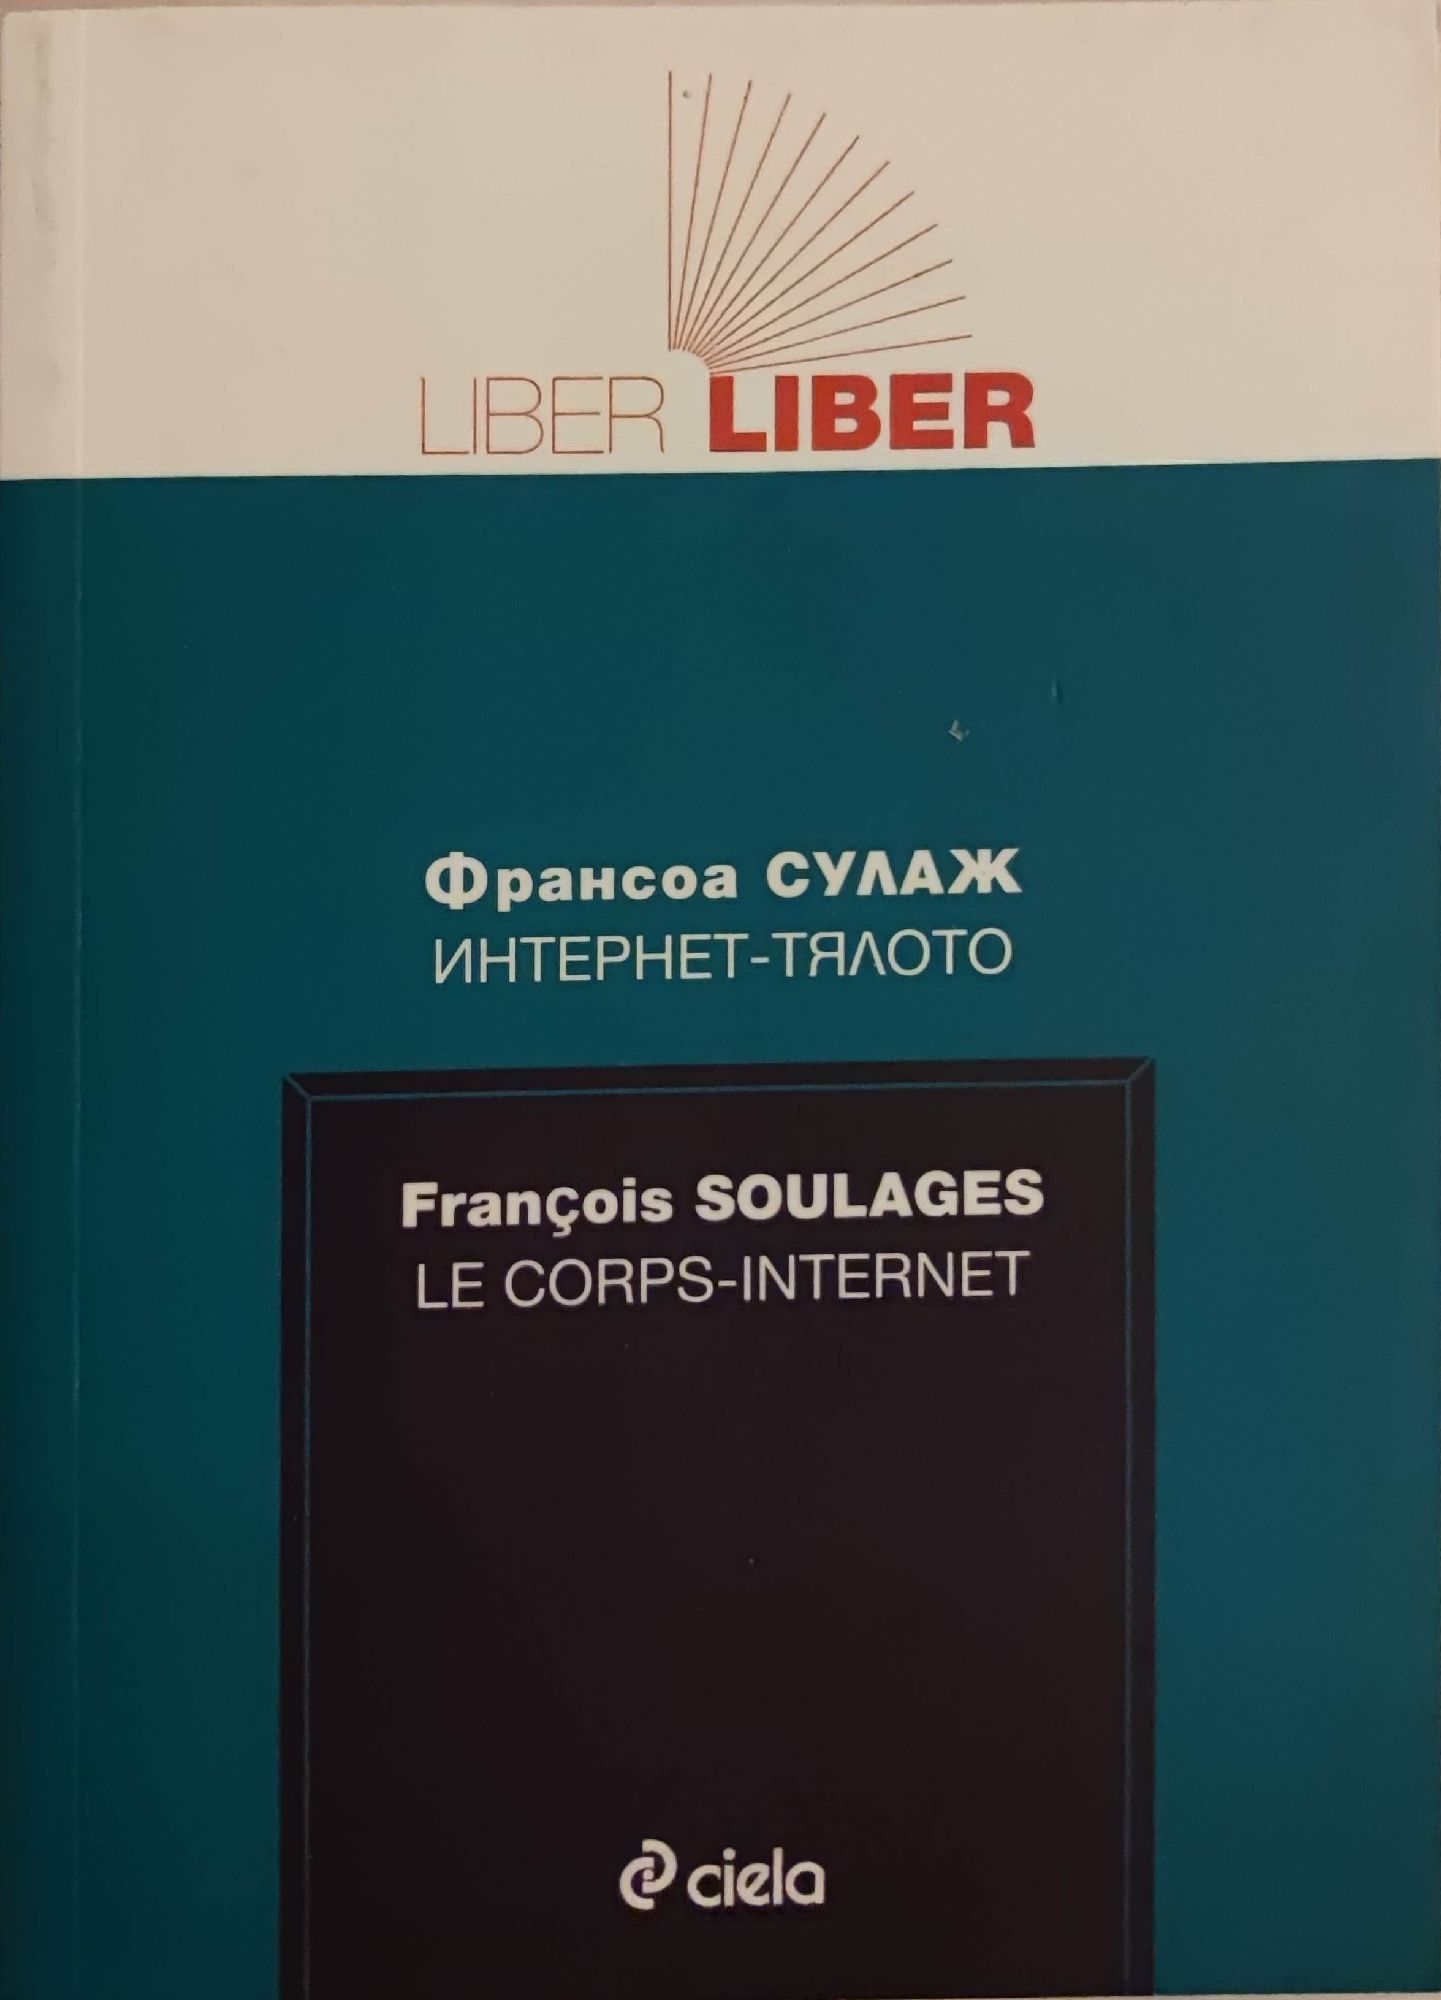 LIBER LIBER
Франсоа СУЛАЖ
ИНТЕРНЕТ-ТЯЛОТО
François SOULAGES
LE CORPS-INTERNET
ciela